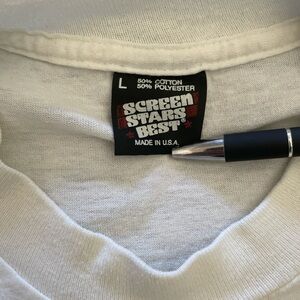 L 50% COTTON
50% POLYESTER
SCREEN
STARS
BEST®
MADE IN U.S.A.